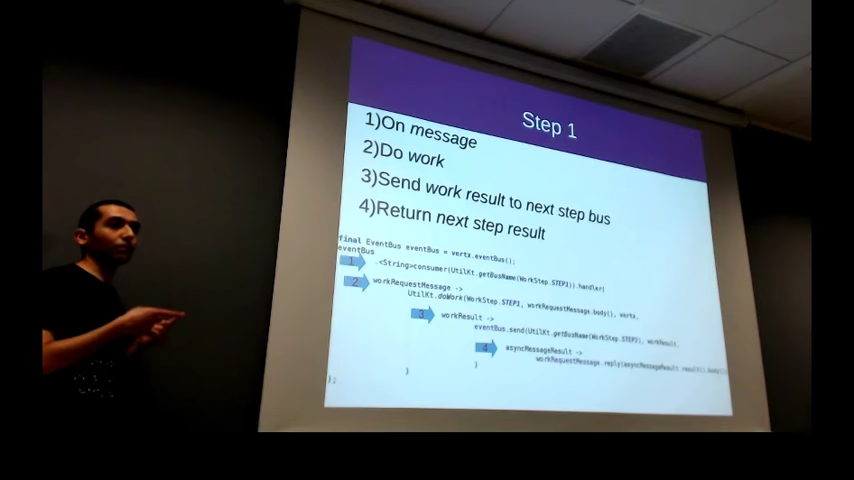 Step 1
1)On message
2)Do work
3)Send work result to next step bus
4)Return next step result
final EventBus eventBus = vertx.eventBus();
eventBus
1 .<String>consumer(UtilKt.getBusName(WorkStep.STEP1)).handler(
2 workRequestMessage ->
UtilKt.doWork(WorkStep.STEP1, workRequestMessage.body(), vertx,
3 workResult ->
eventBus.send(UtilKt.getBusName(WorkStep.STEP2), workResult,
4 asyncMessageResult ->
workRequestMessage.reply(asyncMessageResult.result().body())
)
)
);